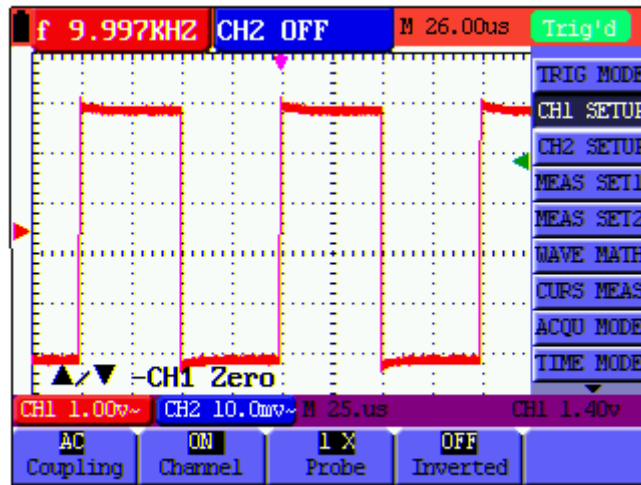 f 9.997KHZ CH2 OFF M 26.00us Trig'd
TRIG MODE
CH1 SETUP
CH2 SETUP
MEAS SET1
MEAS SET2
WAVE MATH
CURS MEAS
ACQU MODE
TIME MODE
▲/▼ -CH1 Zero
CH1 1.00v~ CH2 10.0mv~ M 25.us CH1 1.40v
AC ON 1 X OFF
Coupling Channel Probe Inverted